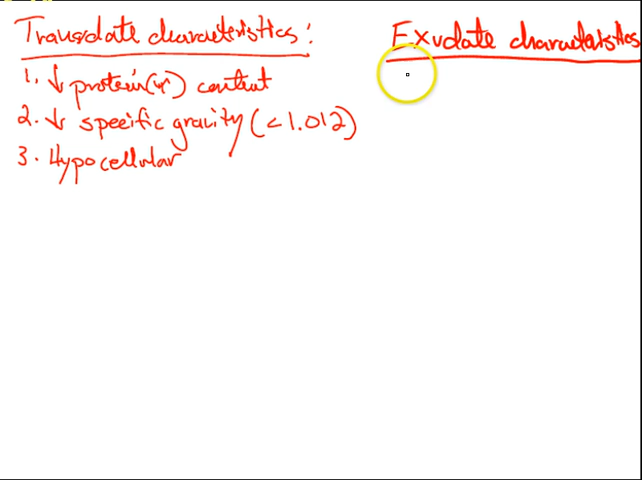 Transudate characteristics:
Exudate characteristics
1. ↓ protein() content
2. ↓ specific gravity (<1.012)
3. Hypocellular